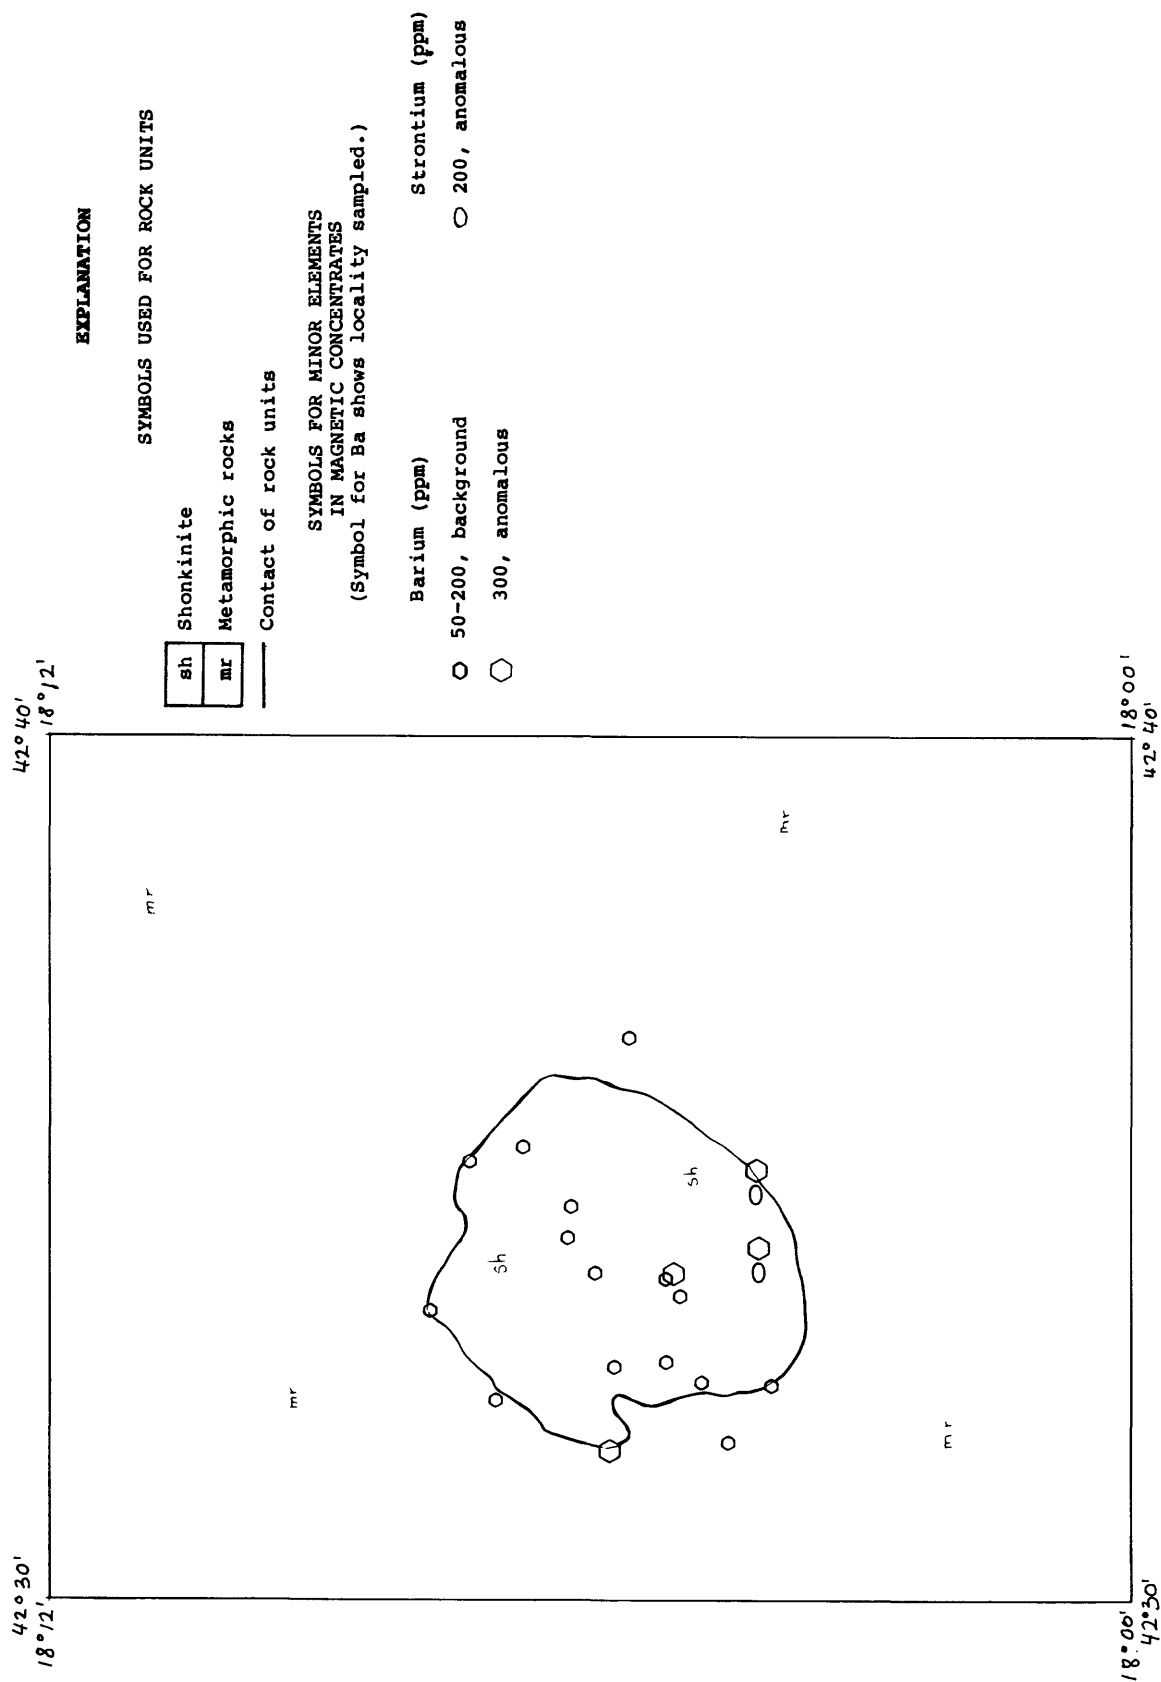 EXPLANATION
SYMBOLS USED FOR ROCK UNITS
sh Shonkinite
mr Metamorphic rocks
Contact of rock units
SYMBOLS FOR MINOR ELEMENTS
IN MAGNETIC CONCENTRATES
(Symbol for Ba shows locality sampled.)
Barium (ppm) Strontium (ppm)
50-200, background 200, anomalous
300, anomalous
42°30' 42°40'
18°12' 18°12'
mr
mr
sh
sh
mr
mr
18°00' 18°00'
42°30' 42°40'